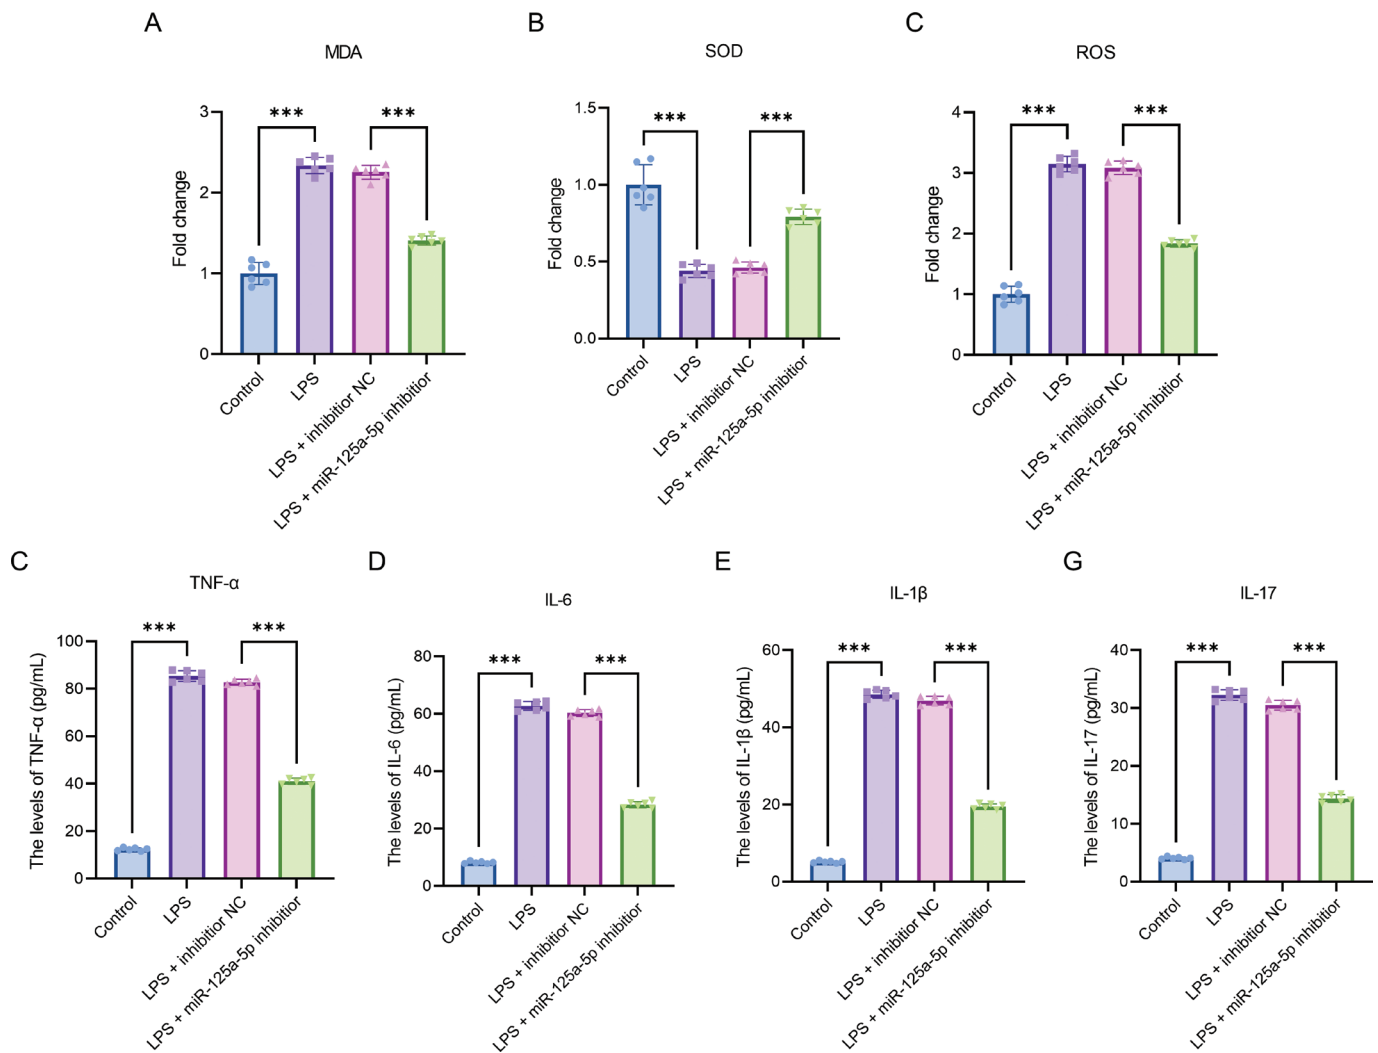 A
MDA
Fold change
3
2
1
0
***
***
Control
LPS
LPS + inhibitior NC
LPS + miR-125a-5p inhibitior
B
SOD
Fold change
1.5
1.0
0.5
0.0
***
***
Control
LPS
LPS + inhibitior NC
LPS + miR-125a-5p inhibitior
C
ROS
Fold change
4
3
2
1
0
***
***
Control
LPS
LPS + inhibitior NC
LPS + miR-125a-5p inhibitior
C
TNF-α
The levels of TNF-α (pg/mL)
100
80
60
40
20
0
***
***
Control
LPS
LPS + inhibitior NC
LPS + miR-125a-5p inhibitior
D
IL-6
The levels of IL-6 (pg/mL)
80
60
40
20
0
***
***
Control
LPS
LPS + inhibitior NC
LPS + miR-125a-5p inhibitior
E
IL-1β
The levels of IL-1β (pg/mL)
60
40
20
0
***
***
Control
LPS
LPS + inhibitior NC
LPS + miR-125a-5p inhibitior
G
IL-17
The levels of IL-17 (pg/mL)
40
30
20
10
0
***
***
Control
LPS
LPS + inhibitior NC
LPS + miR-125a-5p inhibitior